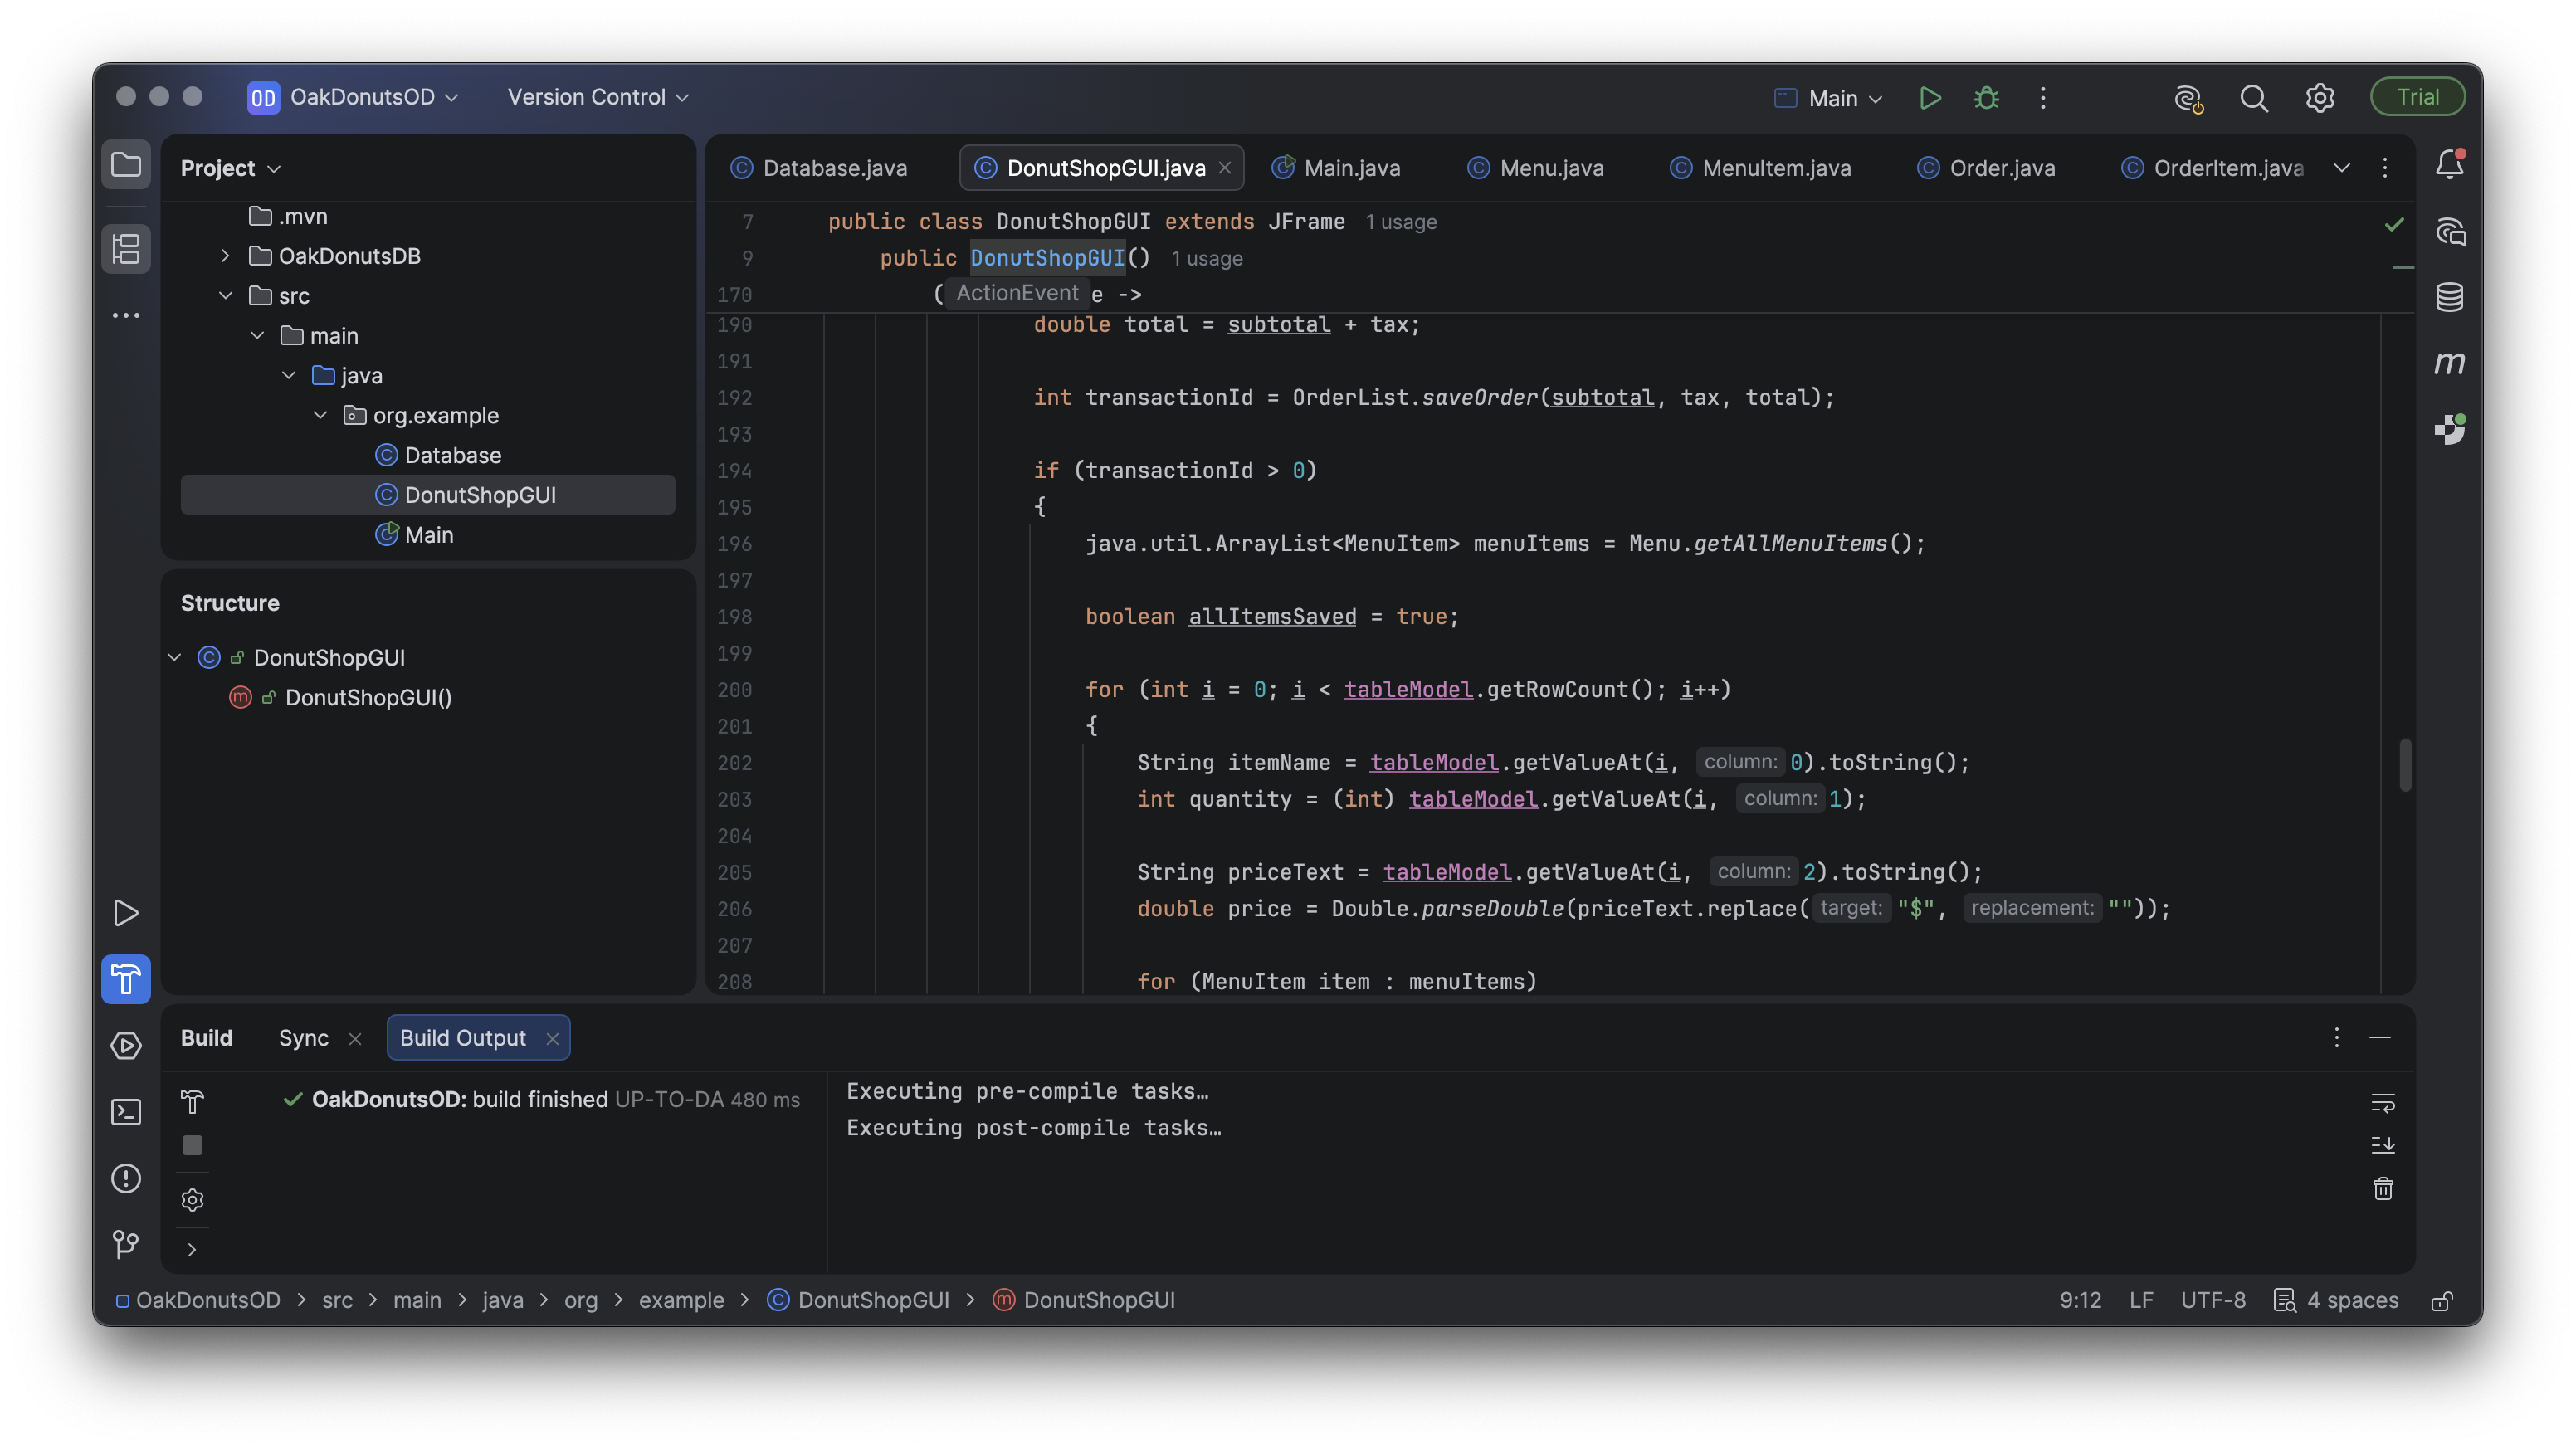 OD OakDonutsOD Version Control Main Trial
Project
.mvn
OakDonutsDB
src
main
java
org.example
Database
DonutShopGUI
Main
Structure
DonutShopGUI
DonutShopGUI()
Database.java DonutShopGUI.java Main.java Menu.java MenuItem.java Order.java OrderItem.java
7 public class DonutShopGUI extends JFrame 1 usage
9 public DonutShopGUI() 1 usage
170 ( ActionEvent e ->
190 double total = subtotal + tax;
191
192 int transactionId = OrderList.saveOrder(subtotal, tax, total);
193
194 if (transactionId > 0)
195 {
196 java.util.ArrayList<MenuItem> menuItems = Menu.getAllMenuItems();
197
198 boolean allItemsSaved = true;
199
200 for (int i = 0; i < tableModel.getRowCount(); i++)
201 {
202 String itemName = tableModel.getValueAt(i, column: 0).toString();
203 int quantity = (int) tableModel.getValueAt(i, column: 1);
204
205 String priceText = tableModel.getValueAt(i, column: 2).toString();
206 double price = Double.parseDouble(priceText.replace( target: "$", replacement: ""));
207
208 for (MenuItem item : menuItems)
m
Build Sync Build Output
OakDonutsOD: build finished UP-TO-DA 480 ms
Executing pre-compile tasks…
Executing post-compile tasks…
OakDonutsOD > src > main > java > org > example > DonutShopGUI > DonutShopGUI
9:12 LF UTF-8 4 spaces